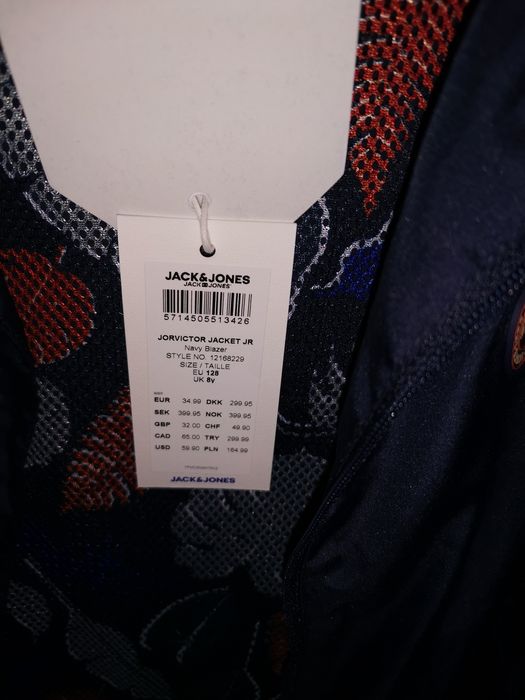 JACK&JONES
JACK JONES
5714505513426
JORVICTOR JACKET JR
Navy Blazer
STYLE NO. 12168229
SIZE / TAILLE
EU 128
UK 8y
EUR 34.99 DKK 299.95
SEK 399.95 NOK 399.95
GBP 32.00 CHF 49.90
CAD 65.00 TRY 299.99
USD 59.90 PLN 164.99
JACK&JONES